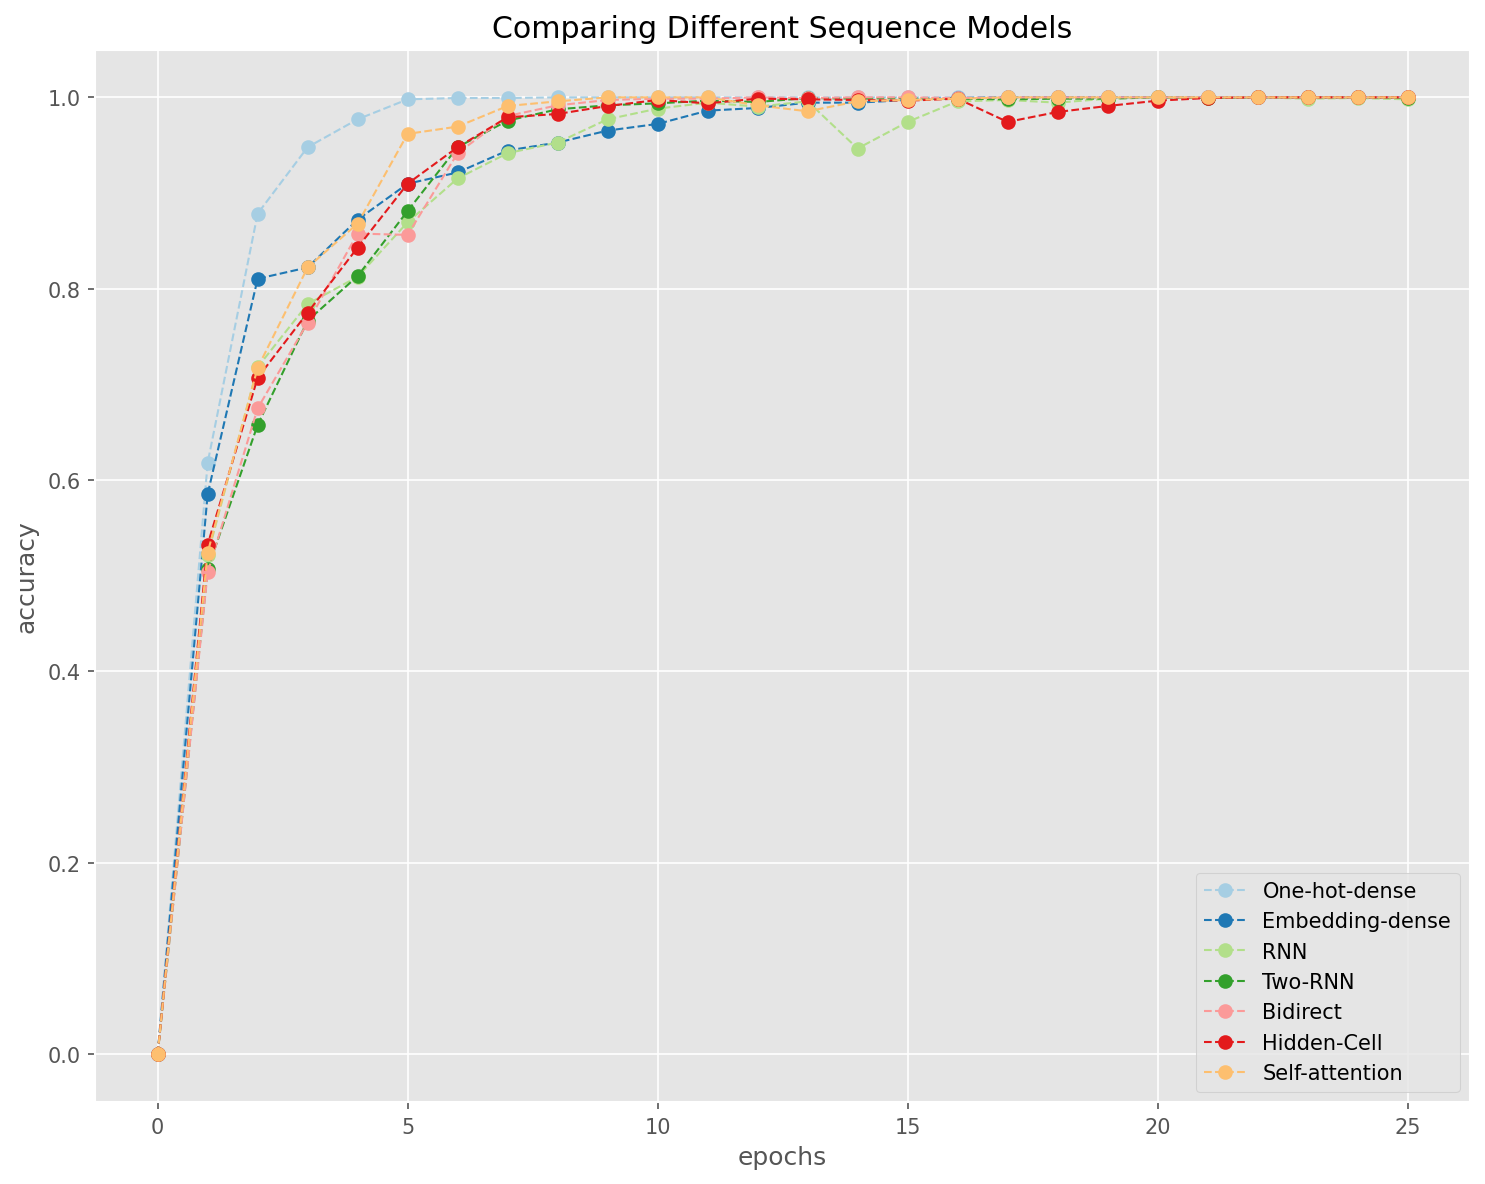 Comparing Different Sequence Models
1.0
0.8
0.6
0.4
0.2
0.0
accuracy
0 5 10 15 20 25
epochs
One-hot-dense
Embedding-dense
RNN
Two-RNN
Bidirect
Hidden-Cell
Self-attention